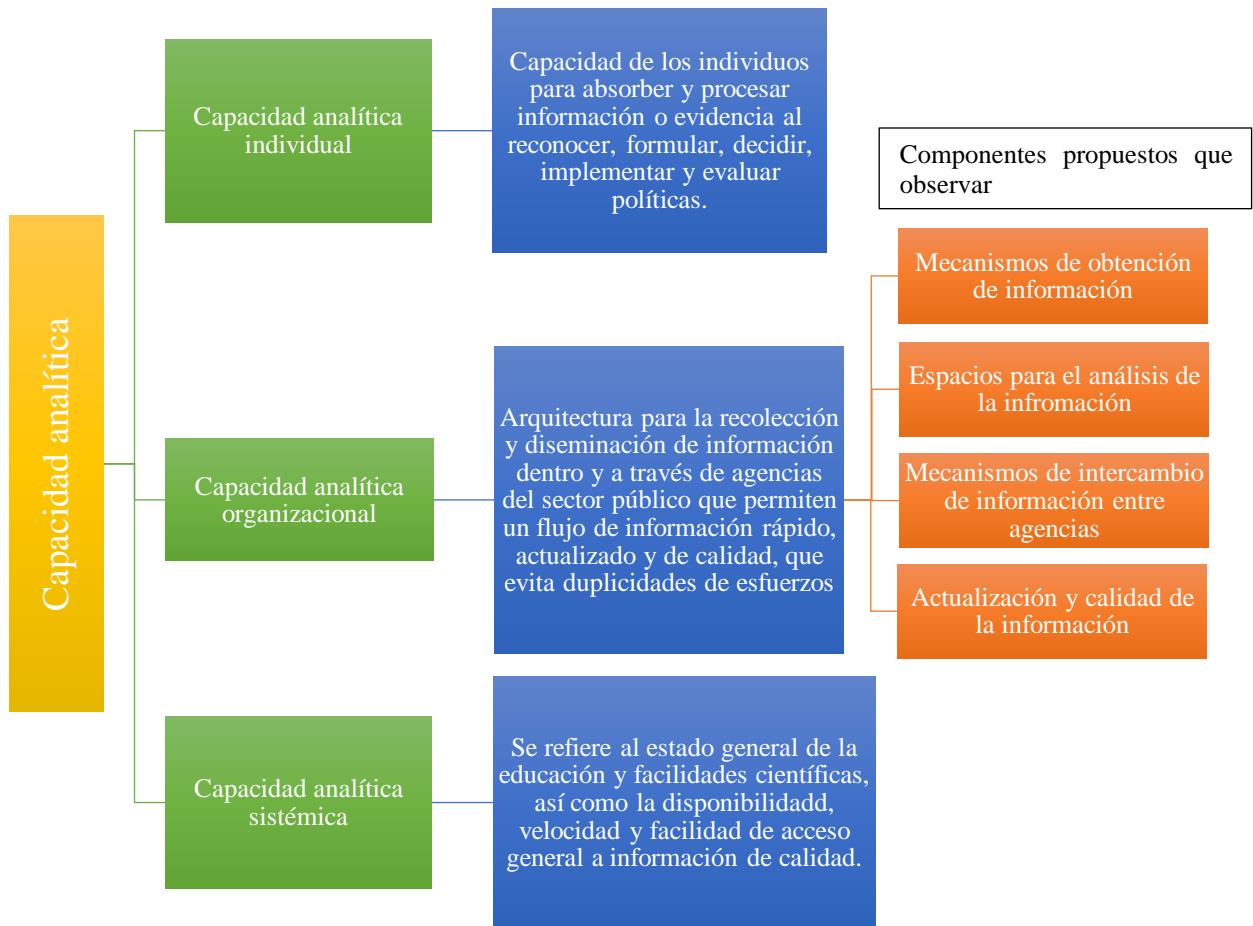 Capacidad analítica
Capacidad analítica
individual
Capacidad de los individuos
para absorber y procesar
información o evidencia al
reconocer, formular, decidir,
implementar y evaluar
políticas.
Capacidad analítica
organizacional
Arquitectura para la recolección
y diseminación de información
dentro y a través de agencias
del sector público que permiten
un flujo de información rápido,
actualizado y de calidad, que
evita duplicidades de esfuerzos
Componentes propuestos que
observar
Mecanismos de obtención
de información
Espacios para el análisis de
la infromación
Mecanismos de intercambio
de información entre
agencias
Actualización y calidad de
la información
Capacidad analítica
sistémica
Se refiere al estado general de la
educación y facilidades científicas,
así como la disponibilidadd,
velocidad y facilidad de acceso
general a información de calidad.